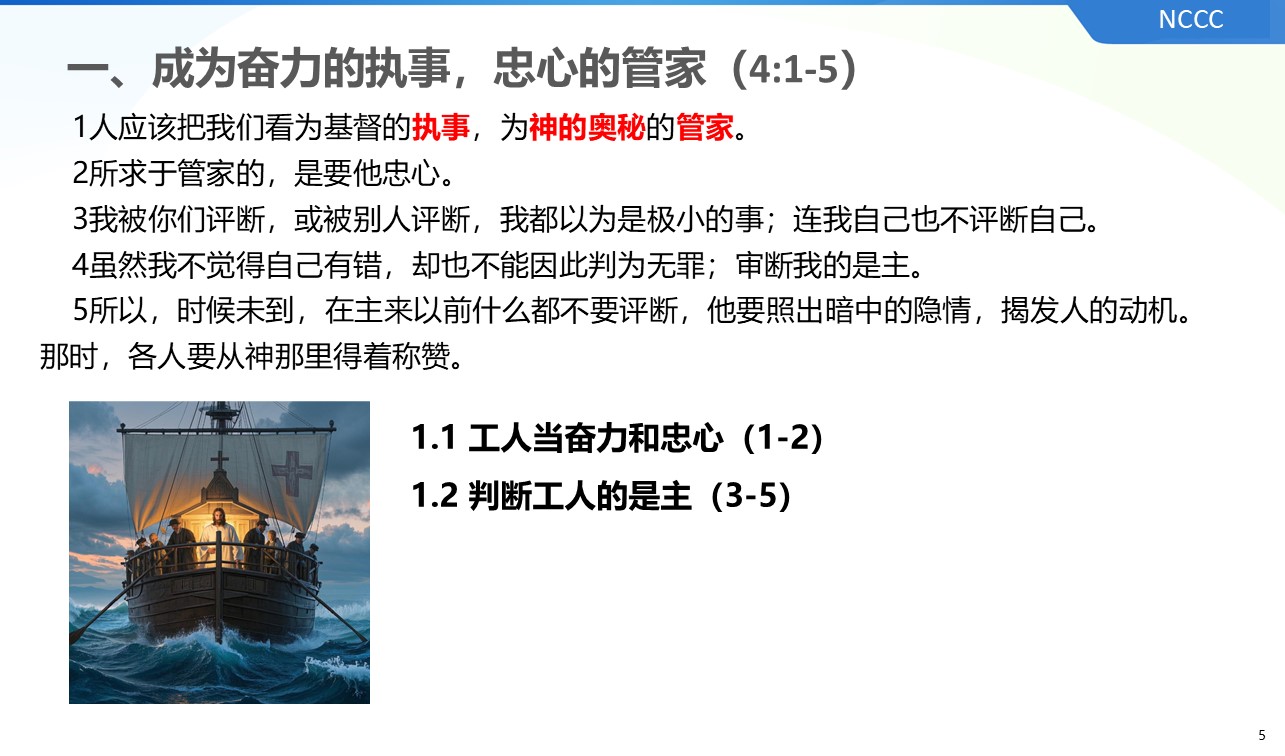 NCCC
一、成为奋力的执事，忠心的管家（4:1-5）
1人应该把我们看为基督的执事，为神的奥秘的管家。
2所求于管家的，是要他忠心。
3我被你们评断，或被别人评断，我都以为是极小的事；连我自己也不评断自己。
4虽然我不觉得自己有错，却也不能因此判为无罪；审断我的是主。
5所以，时候未到，在主来以前什么都不要评断，他要照出暗中的隐情，揭发人的动机。
那时，各人要从神那里得着称赞。
1.1 工人当奋力和忠心（1-2）
1.2 判断工人的是主（3-5）
5